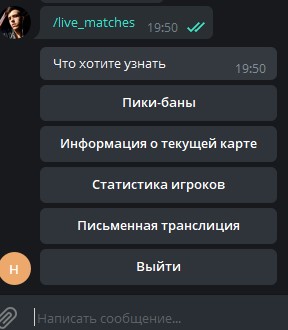 /live_matches 19:50
Что хотите узнать
19:50
Пики-баны
Информация о текущей карте
Статистика игроков
Письменная транслиция
Выйти
Н
Написать сообщение...